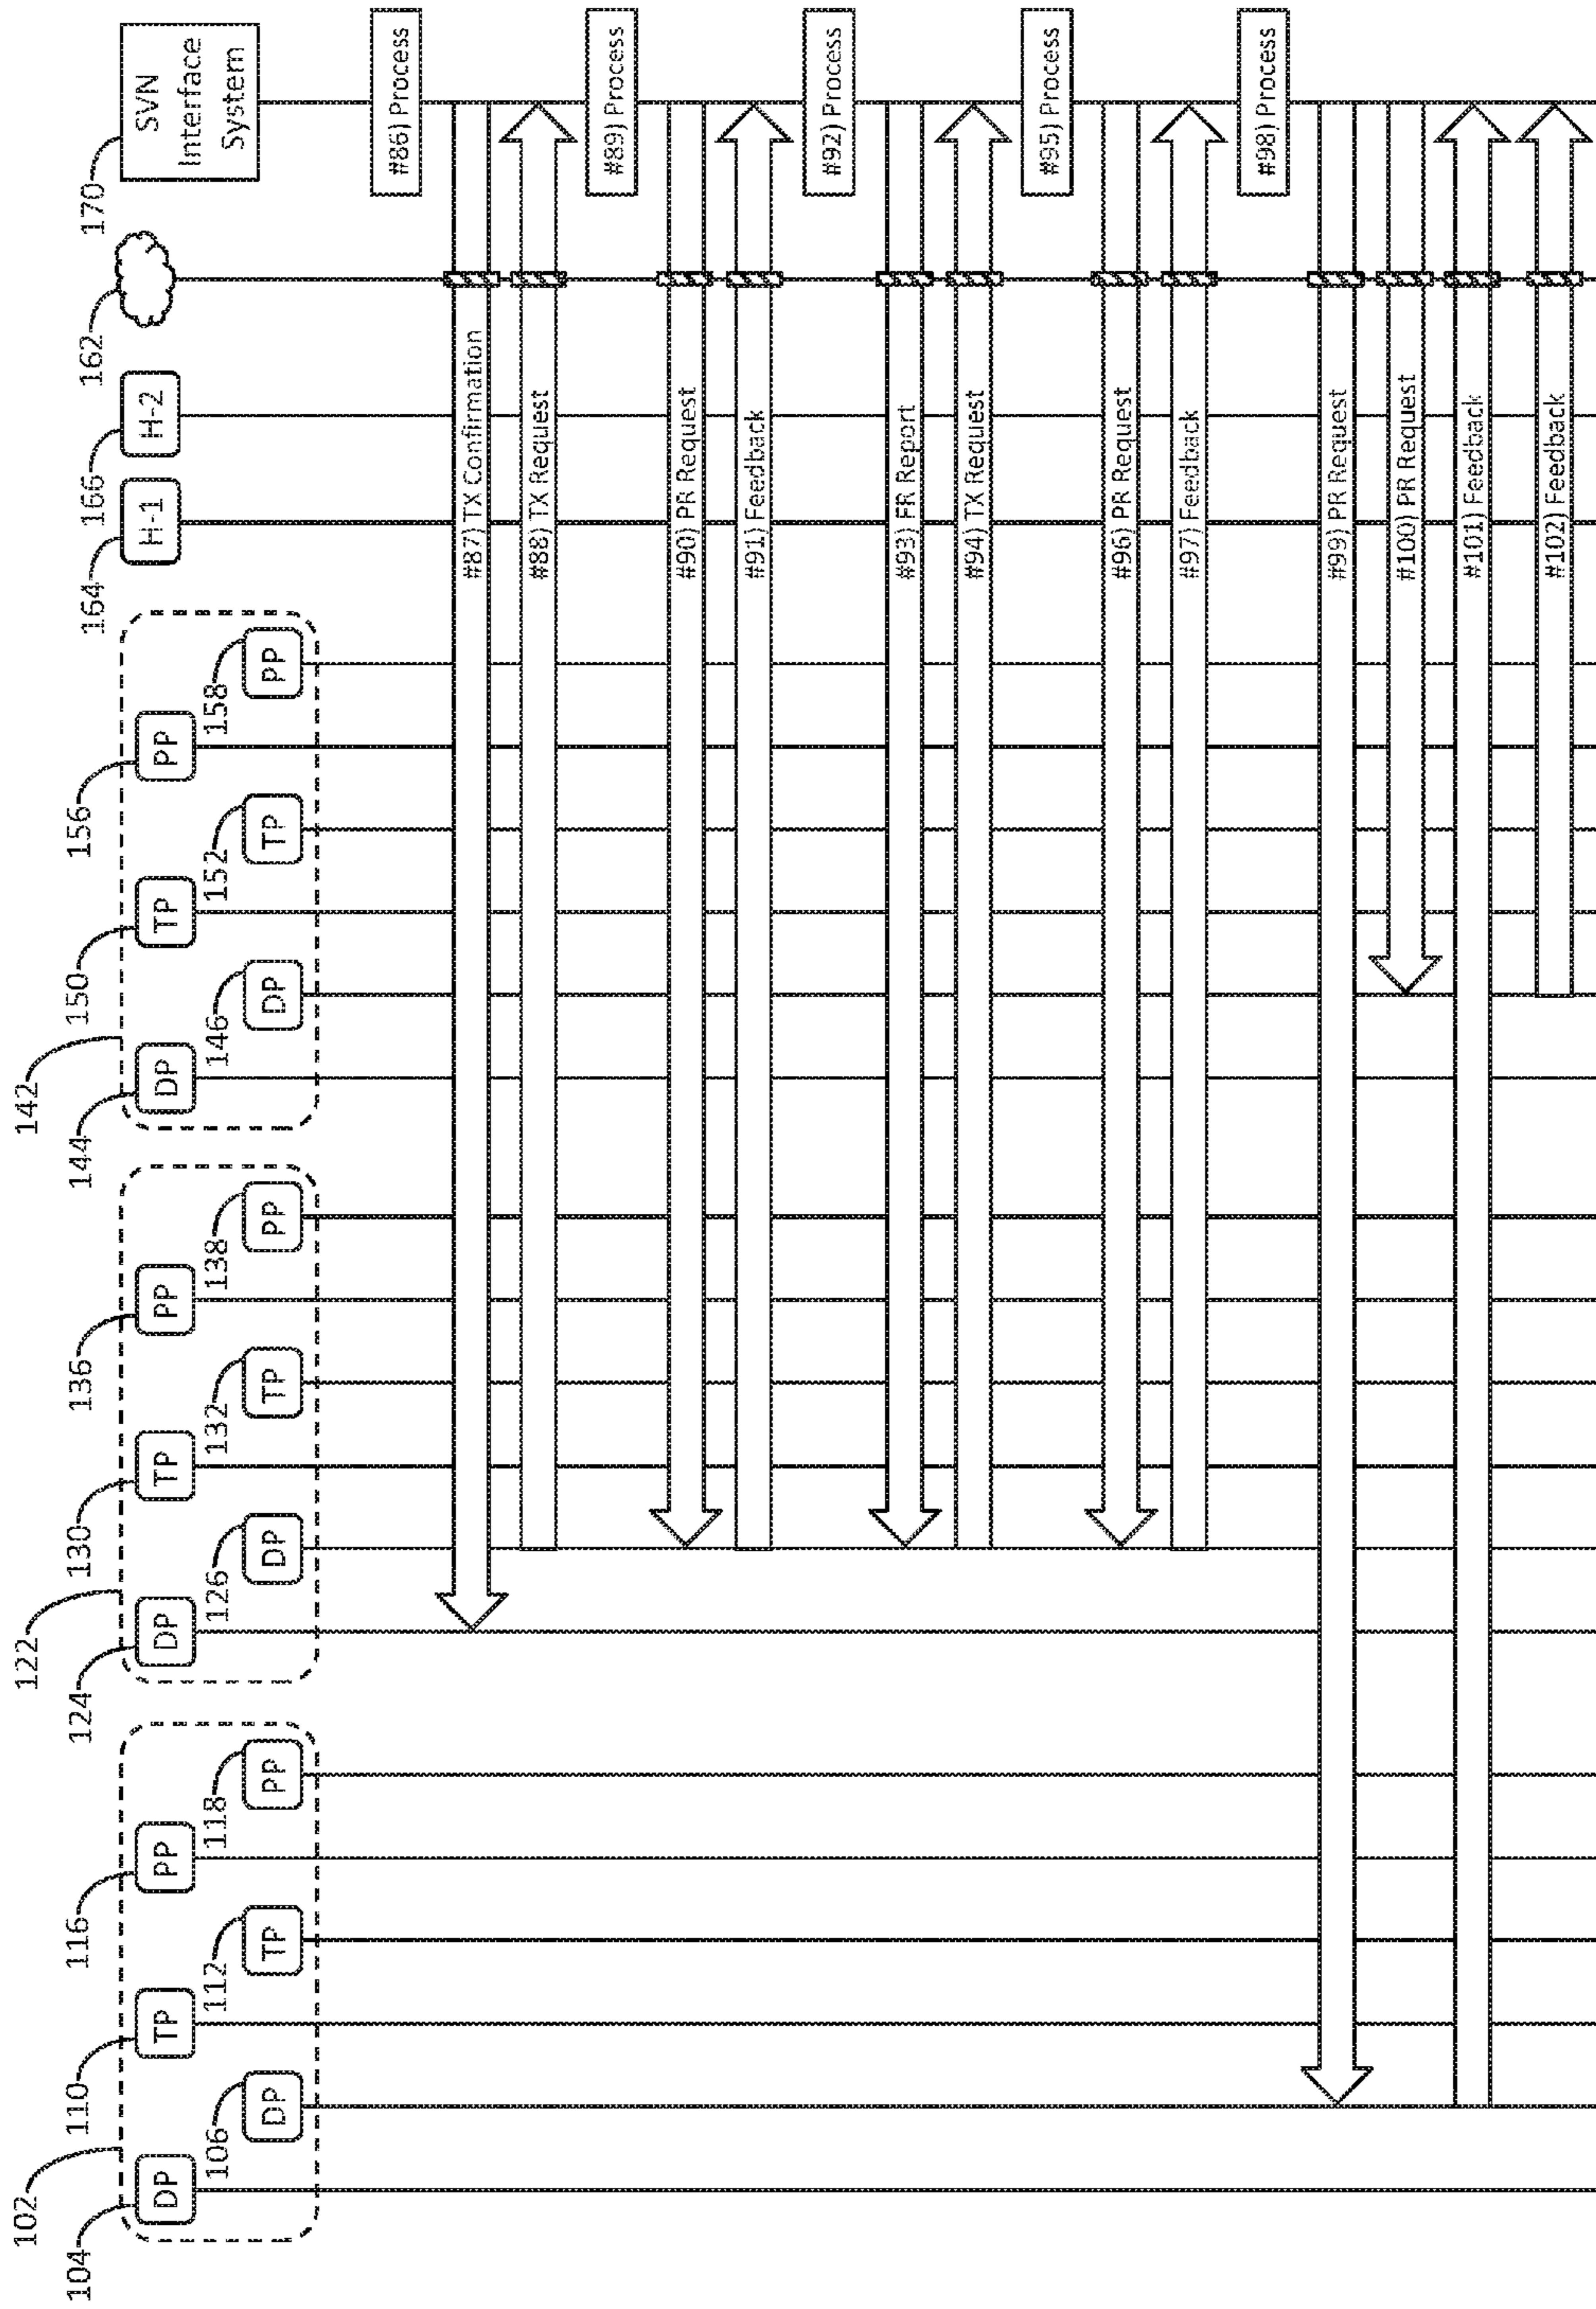 102
104
DP
106
DP
110
TP
112
TP
116
PP
118
PP
122
124
DP
126
DP
130
TP
132
TP
136
PP
138
PP
142
144
DP
146
DP
150
TP
152
TP
156
PP
158
PP
164
H-1
166
H-2
162
170
SVN
Interface
System
#86) Process
#87) TX Confirmation
#88) TX Request
#89) Process
#90) PR Request
#91) Feedback
#92) Process
#93) FR Report
#94) TX Request
#95) Process
#96) PR Request
#97) Feedback
#98) Process
#99) PR Request
#100) PR Request
#101) Feedback
#102) Feedback